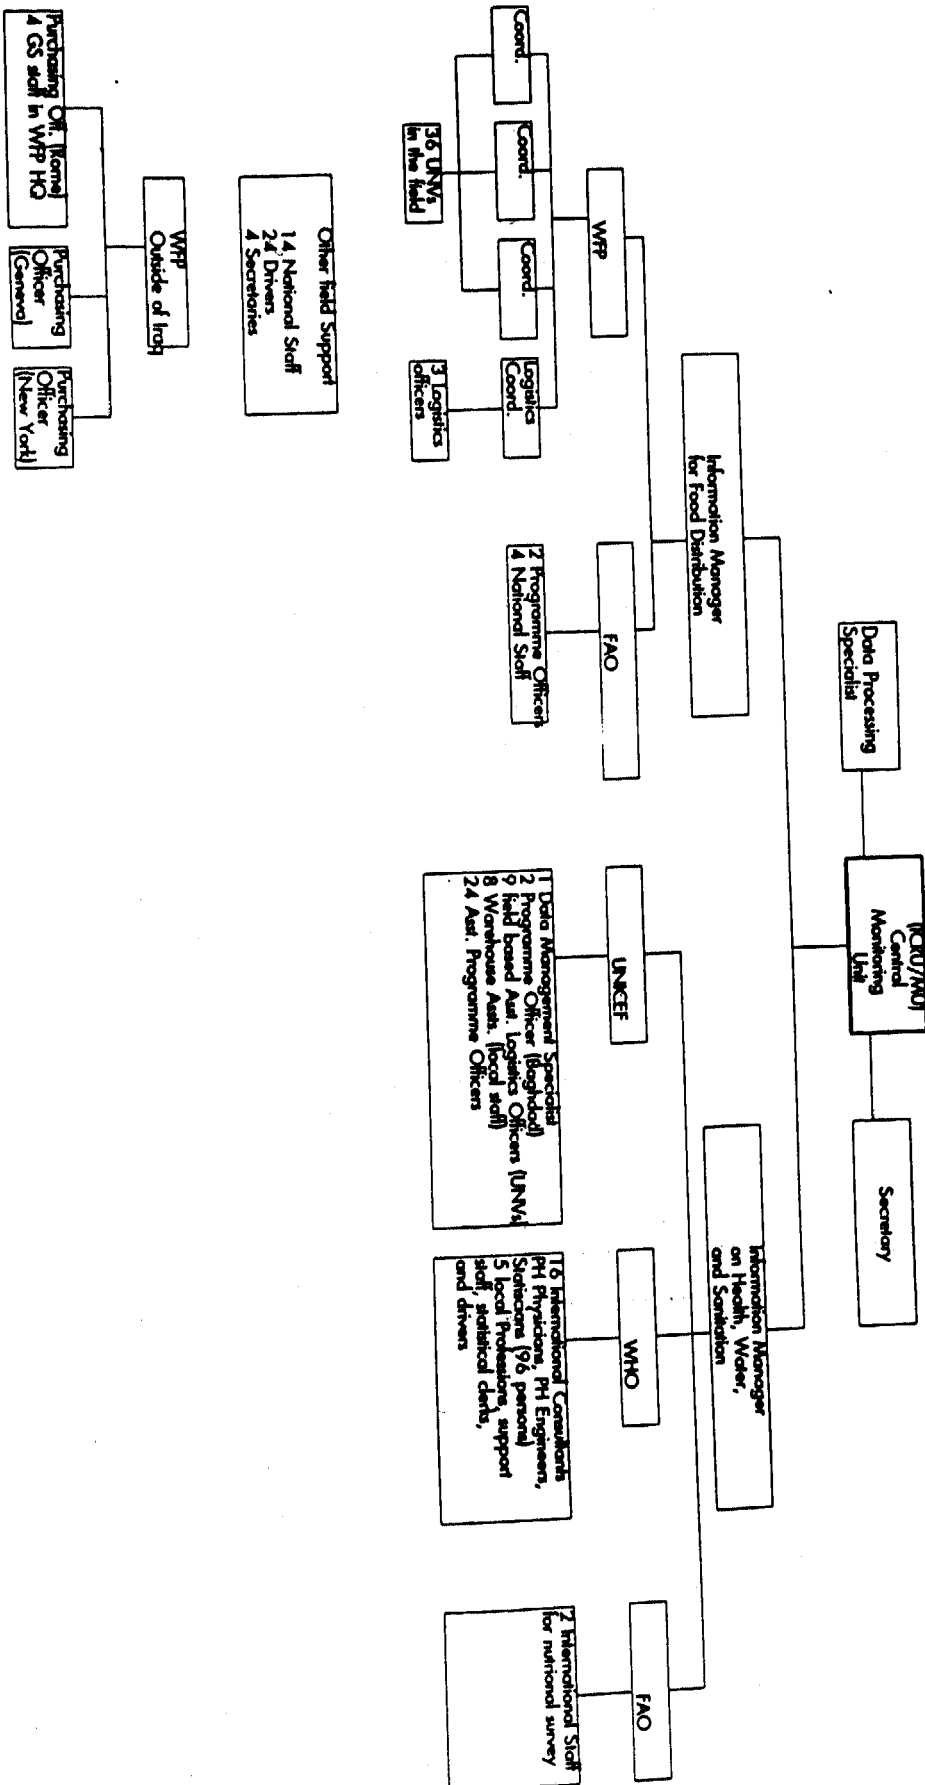 (ICRU/MU)
Central
Monitoring
Unit
Data Processing
Specialist
Secretary
Information Manager
for Food Distribution
Information Manager
on Health, Water,
and Sanitation
WFP
FAO
UNICEF
WHO
FAO
Coord.
Coord.
Coord.
Logistics
Coord.
36 UNVs
in the field
3 Logistics
officers
2 Programme Officers
4 National Staff
1 Data Management Specialist
2 Programme Officer (Baghdad)
9 field based Asst. Logistics Officers (UNVs)
8 Warehouse Assts. (local staff)
24 Asst. Programme Officers
16 International Consultants
PH Physicians, PH Engineers,
Statiscians (96 persons)
5 local Professions, support
staff, statistical clerks,
and drivers
2 International Staff
for nutrional survey
Other field Support
14 National Staff
24 Drivers
4 Secretaries
WFP
Outside of Iraq
Purchasing Off. (Rome)
4 GS staff in WFP HQ
Purchasing
Officer
(Geneva)
Purchasing
Officer
(New York)